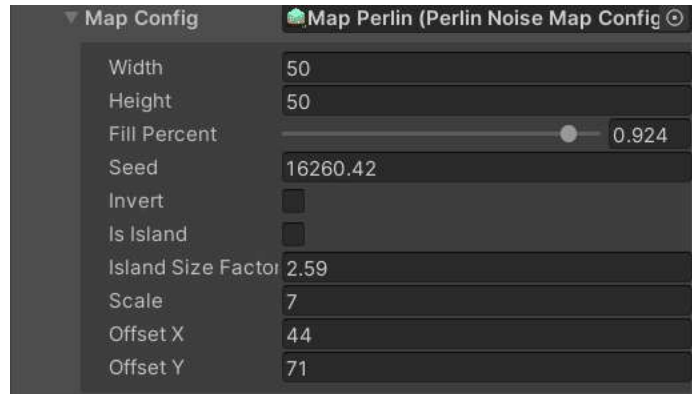 Map Config Map Perlin (Perlin Noise Map Config
Width 50
Height 50
Fill Percent 0.924
Seed 16260.42
Invert
Is Island
Island Size Factor 2.59
Scale 7
Offset X 44
Offset Y 71